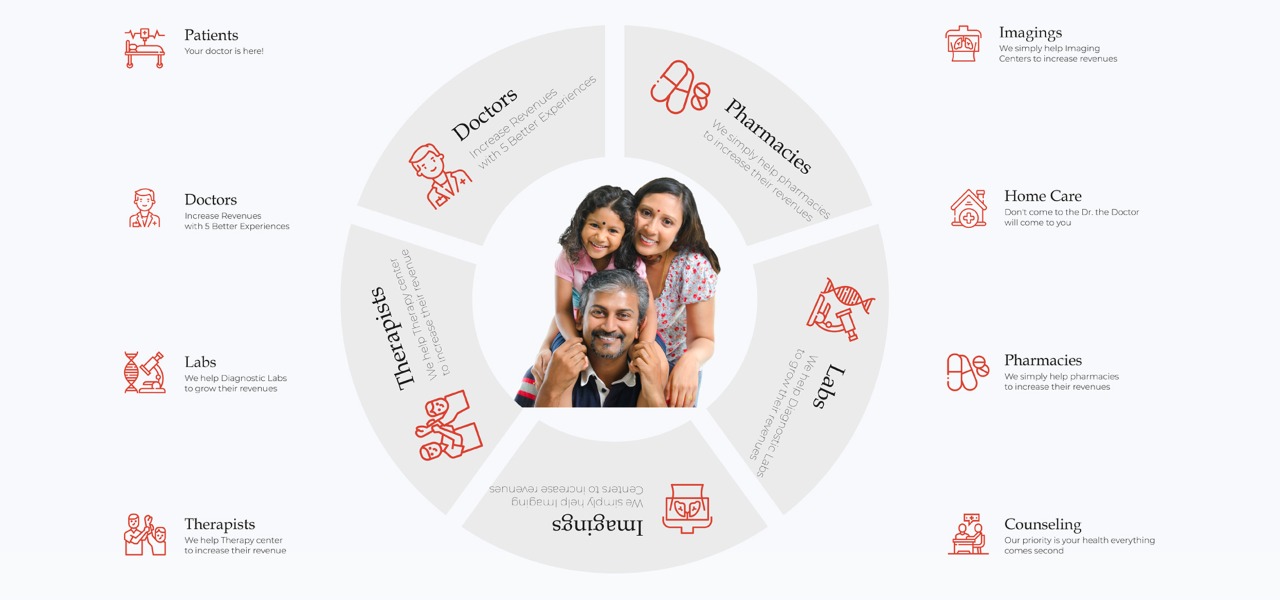 Patients
Your doctor is here!
Doctors
Increase Revenues
with 5 Better Experiences
Labs
We help Diagnostic Labs
to grow their revenues
Therapists
We help Therapy center
to increase their revenue
Doctors
Increase Revenues
with 5 Better Experiences
Pharmacies
We simply help pharmacies
to increase their revenues
Labs
We help Diagnostic Labs
to grow their revenues
Imagings
We simply help Imaging
Centers to increase revenues
Therapists
We help Therapy center
to increase their revenue
Imagings
We simply help Imaging
Centers to increase revenues
Home Care
Don't come to the Dr. the Doctor
will come to you
Pharmacies
We simply help pharmacies
to increase their revenues
Counseling
Our priority is your health everything
comes second